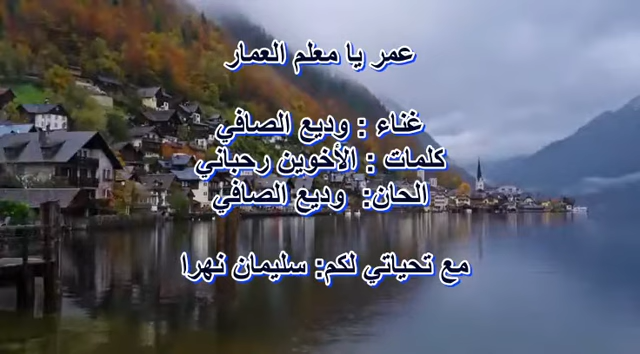 عمر يا معلم العمار
غناء : وديع الصافي
كلمات : الأخوين رحباني
الحان: وديع الصافي
مع تحياتي لكم: سليمان نهرا